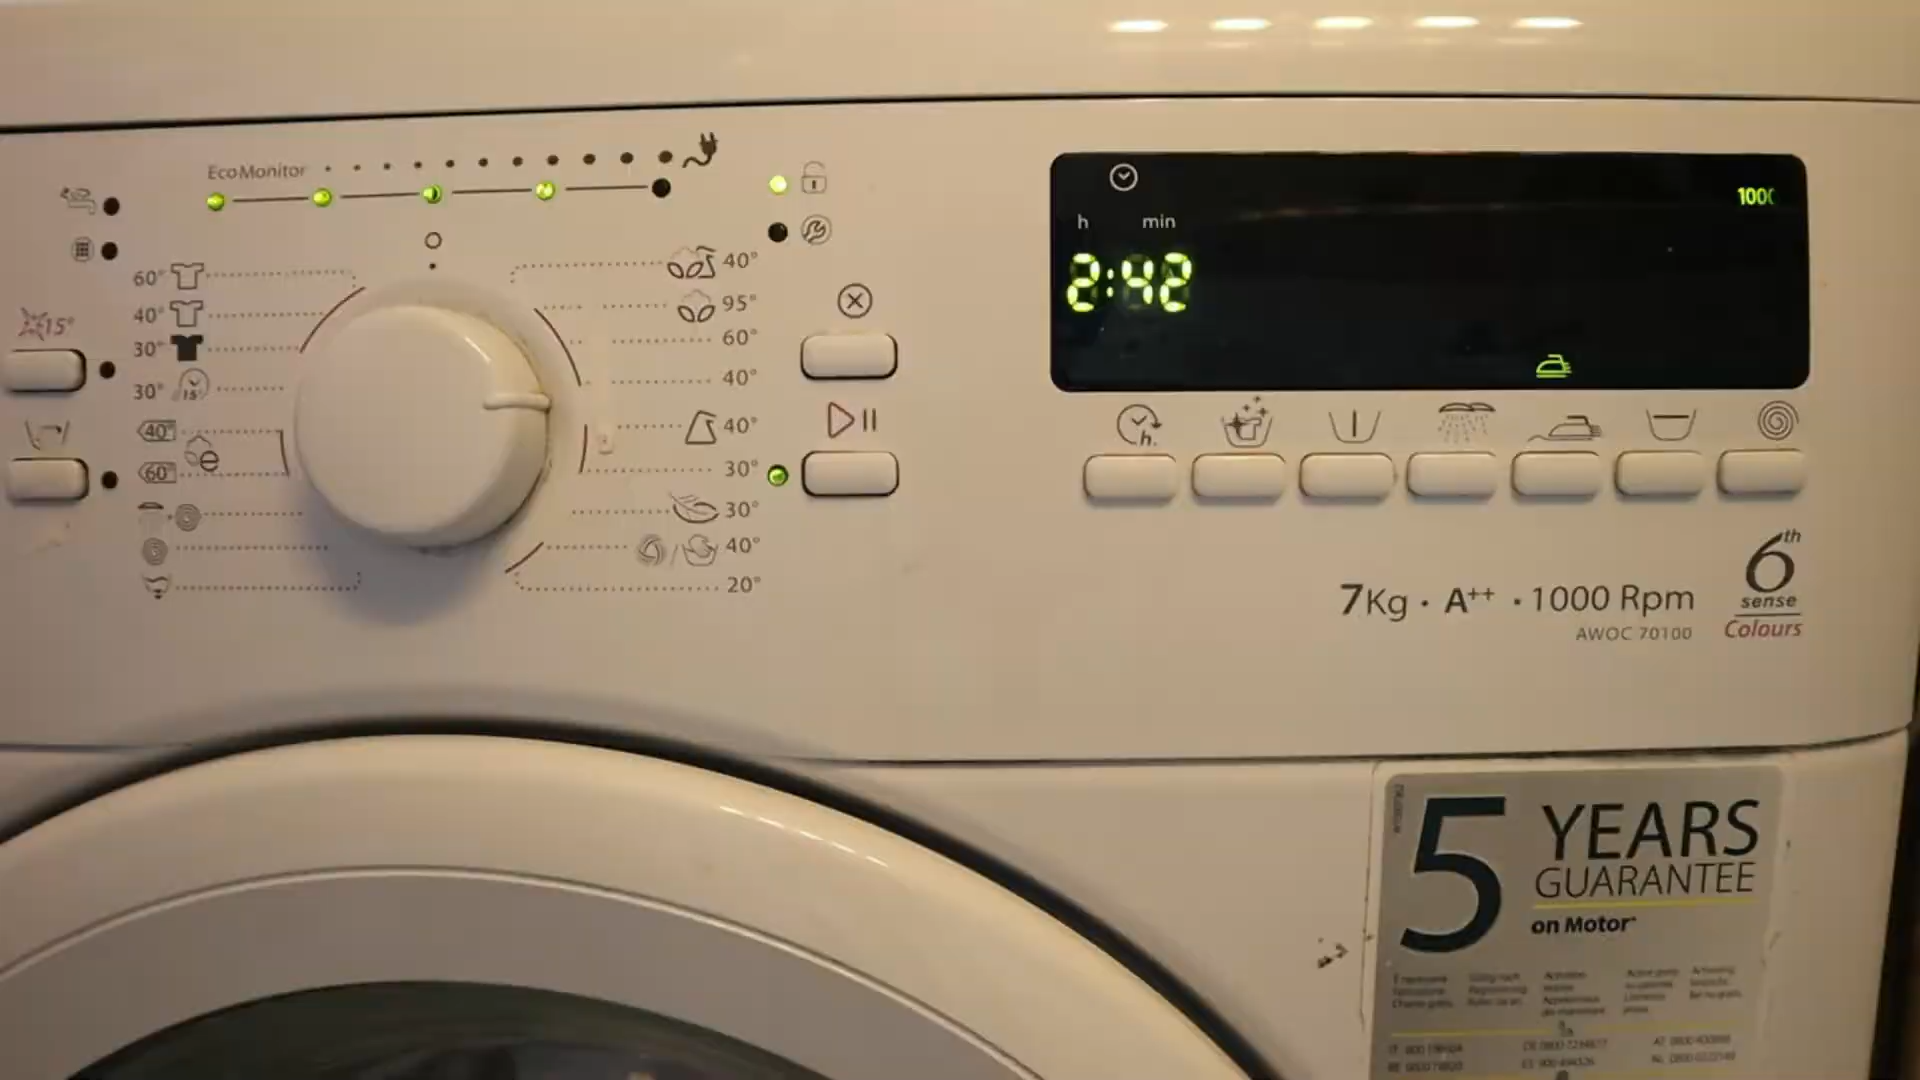 EcoMonitor
15°
60°
40°
30°
30°
15'
40°
60°
40°
95°
60°
40°
40°
30°
30°
40°
20°
h min
2:42
h.
7Kg · A++ · 1000 Rpm
AWOC 70100
6th
sense
Colours
5 YEARS
GUARANTEE
on Motor*